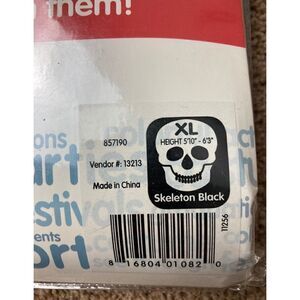 them!
857190
Vendor #: 13213
Made in China
XL
HEIGHT 5'10" - 6'3"
Skeleton Black
11256
8 16804 01082 0